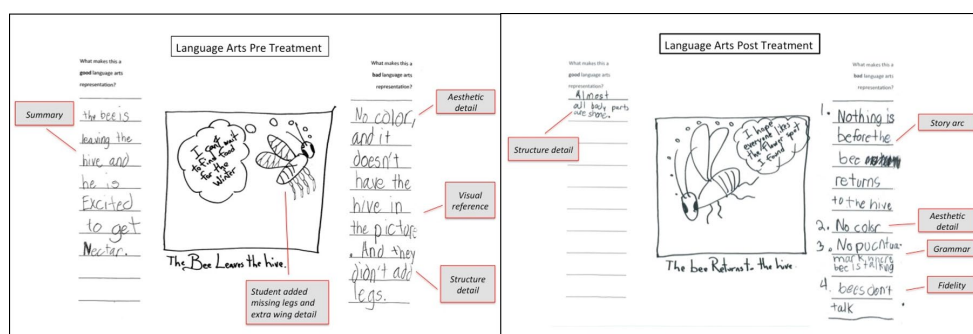 Language Arts Pre Treatment
What makes this a
good language arts
representation?
Summary
the bee is
leaving the
hive and
he is
Excited
to get
Nectar.
I can't wait
to find food
for the
winter
The Bee Leavs the hive.
Student added
missing legs and
extra wing detail
What makes this a
bad language arts
representation?
No color,
and it
doesn't
have the
hive in
the picture
. And they
didn't add
legs.
Aesthetic
detail
Visual
reference
Structure
detail
Language Arts Post Treatment
What makes this a
good language arts
representation?
Almost
all body parts
are shone.
Structure detail
I hope
everyone likes
the flower spot
I found
The bee Returns to the hive.
What makes this a
bad language arts
representation?
1. Nothing is
before the
bee
returns
to the hive
2. No color
3. No puchtua-
mark where
bee is talking
4. bees don't
talk.
Story arc
Aesthetic
detail
Grammar
Fidelity